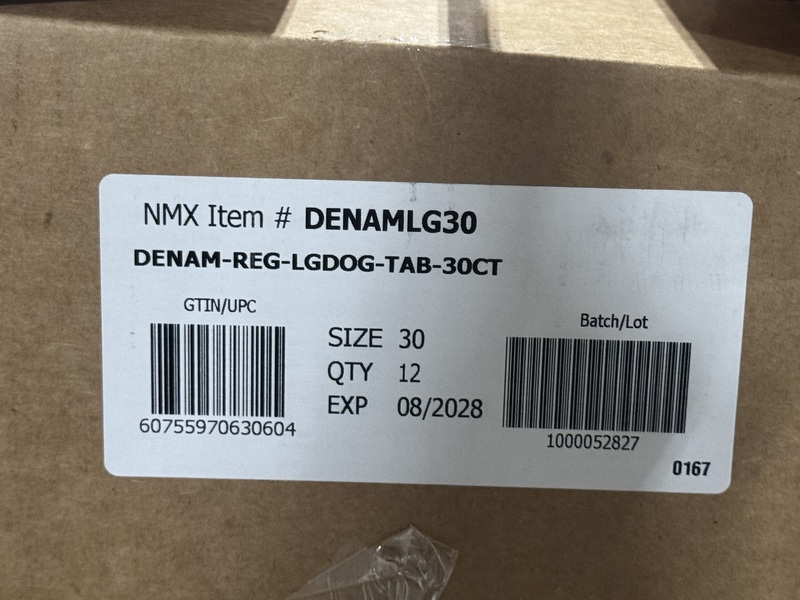 NMX Item # DENAMLG30
DENAM-REG-LGDOG-TAB-30CT
GTIN/UPC
60755970630604
SIZE 30
QTY 12
EXP 08/2028
Batch/Lot
1000052827
0167